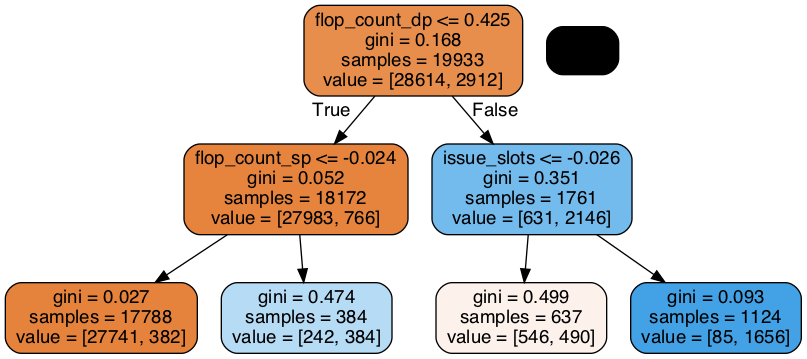 flop_count_dp <= 0.425
gini = 0.168
samples = 19933
value = [28614, 2912]
True
False
flop_count_sp <= -0.024
gini = 0.052
samples = 18172
value = [27983, 766]
issue_slots <= -0.026
gini = 0.351
samples = 1761
value = [631, 2146]
gini = 0.027
samples = 17788
value = [27741, 382]
gini = 0.474
samples = 384
value = [242, 384]
gini = 0.499
samples = 637
value = [546, 490]
gini = 0.093
samples = 1124
value = [85, 1656]